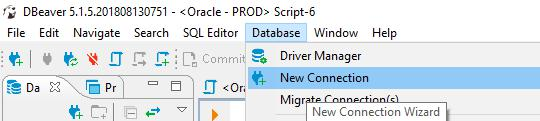 DBeaver 5.1.5.201808130751 - <Oracle - PROD> Script-6
File Edit Navigate Search SQL Editor Database Window Help
Commit
Driver Manager
New Connection
Da Pr <Ora
Migrate Connection(s)
New Connection Wizard